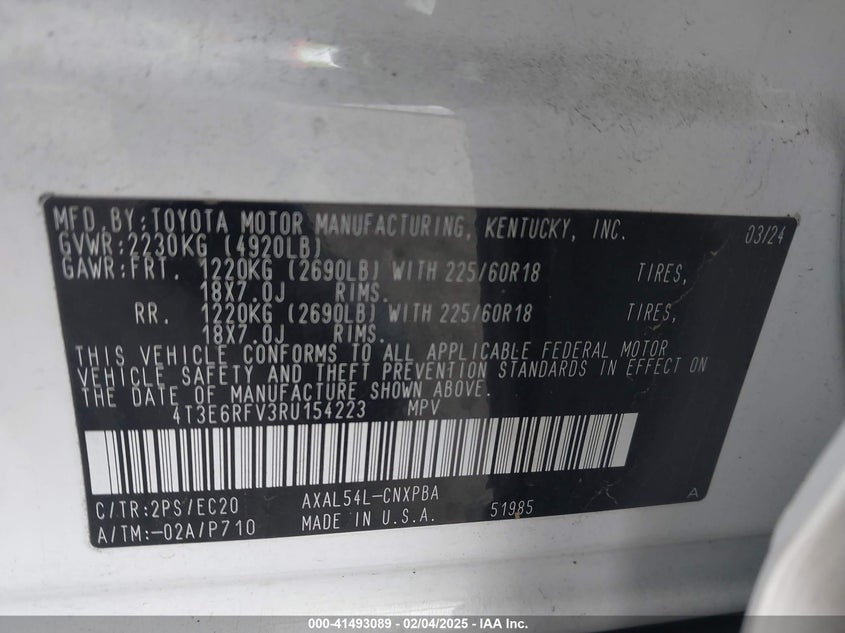 MFD. BY: TOYOTA MOTOR MANUFACTURING, KENTUCKY, INC. 03/24
GVWR: 2230KG (4920LB)
GAWR: FRT. 1220KG (2690LB) WITH 225/60R18 TIRES,
18X7.0J RIMS.
RR. 1220KG (2690LB) WITH 225/60R18 TIRES,
18X7.0J RIMS.
THIS VEHICLE CONFORMS TO ALL APPLICABLE FEDERAL MOTOR
VEHICLE SAFETY AND THEFT PREVENTION STANDARDS IN EFFECT ON
THE DATE OF MANUFACTURE SHOWN ABOVE.
4T3E6RFV3RU154223 MPV
C/TR: 2PS/EC20 AXAL54L-CNXPBA A
A/TM: -02A/P710 MADE IN U.S.A. 51985
000-41493089 - 02/04/2025 - IAA Inc.